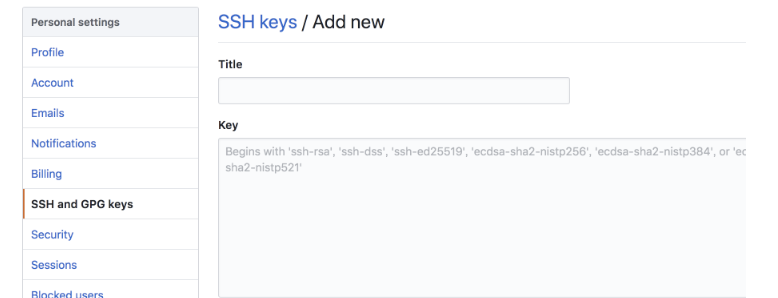 Personal settings
Profile
Account
Emails
Notifications
Billing
SSH and GPG keys
Security
Sessions
Blocked users
SSH keys / Add new
Title
Key
Begins with 'ssh-rsa', 'ssh-dss', 'ssh-ed25519', 'ecdsa-sha2-nistp256', 'ecdsa-sha2-nistp384', or 'ec
sha2-nistp521'